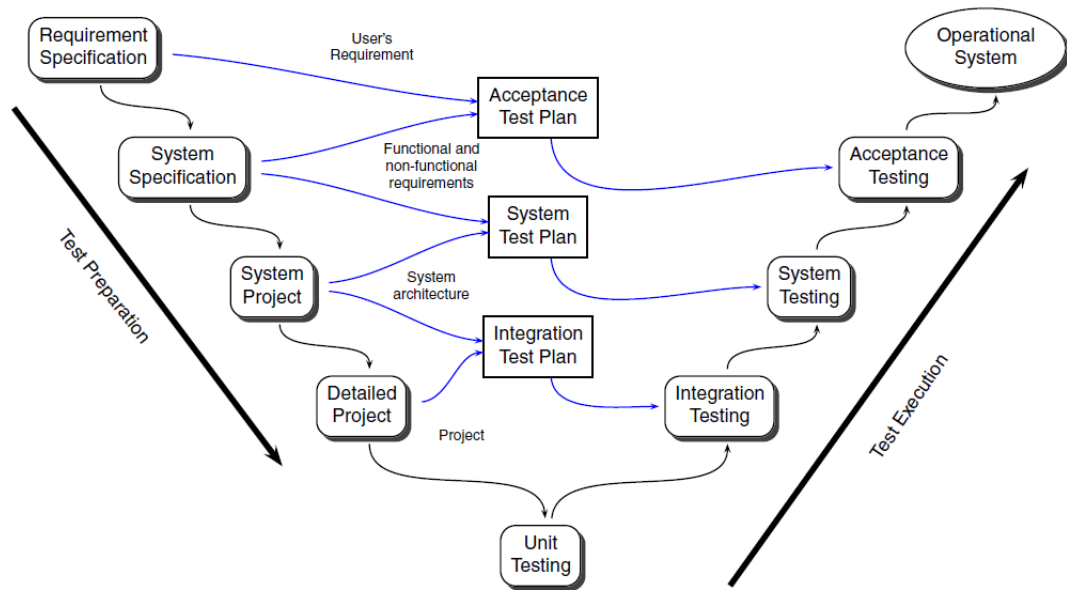 Requirement
Specification
User's
Requirement
Operational
System
Acceptance
Test Plan
System
Specification
Functional and
non-functional
requirements
Acceptance
Testing
System
Test Plan
Test Preparation
System
Project
System
architecture
System
Testing
Integration
Test Plan
Detailed
Project
Project
Integration
Testing
Test Execution
Unit
Testing